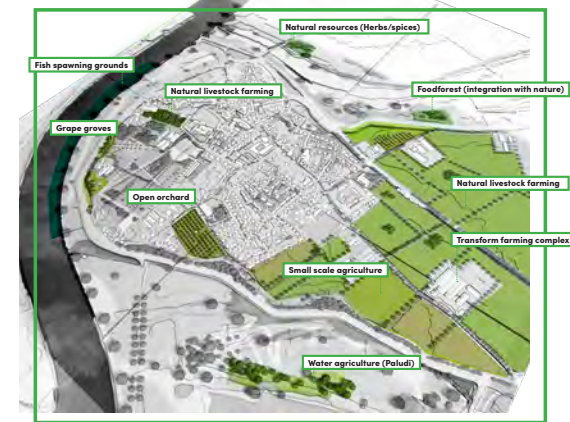 Natural resources (Herbs/spices)
Fish spawning grounds
Natural livestock farming
Foodforest (integration with nature)
Grape groves
Natural livestock farming
Open orchard
Transform farming complex
Small scale agriculture
Water agriculture (Paludi)